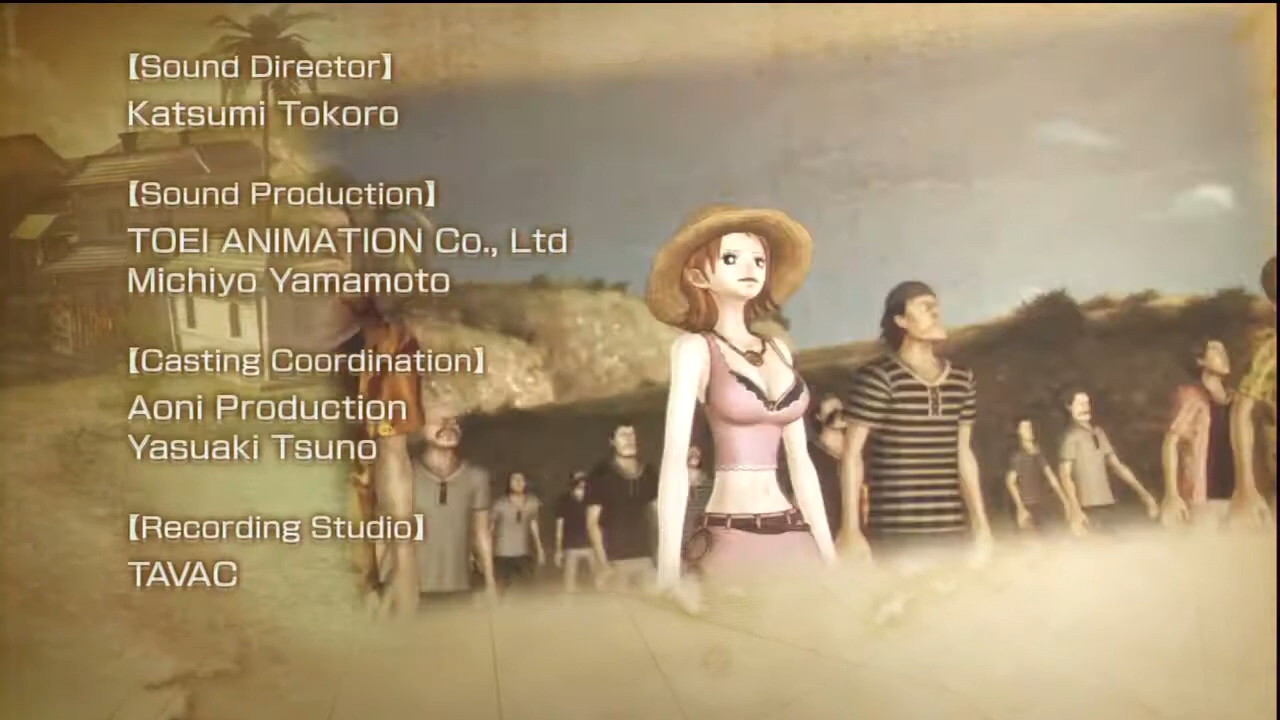 【Sound Director】
Katsumi Tokoro
【Sound Production】
TOEI ANIMATION Co., Ltd
Michiyo Yamamoto
【Casting Coordination】
Aoni Production
Yasuaki Tsuno
【Recording Studio】
TAVAC